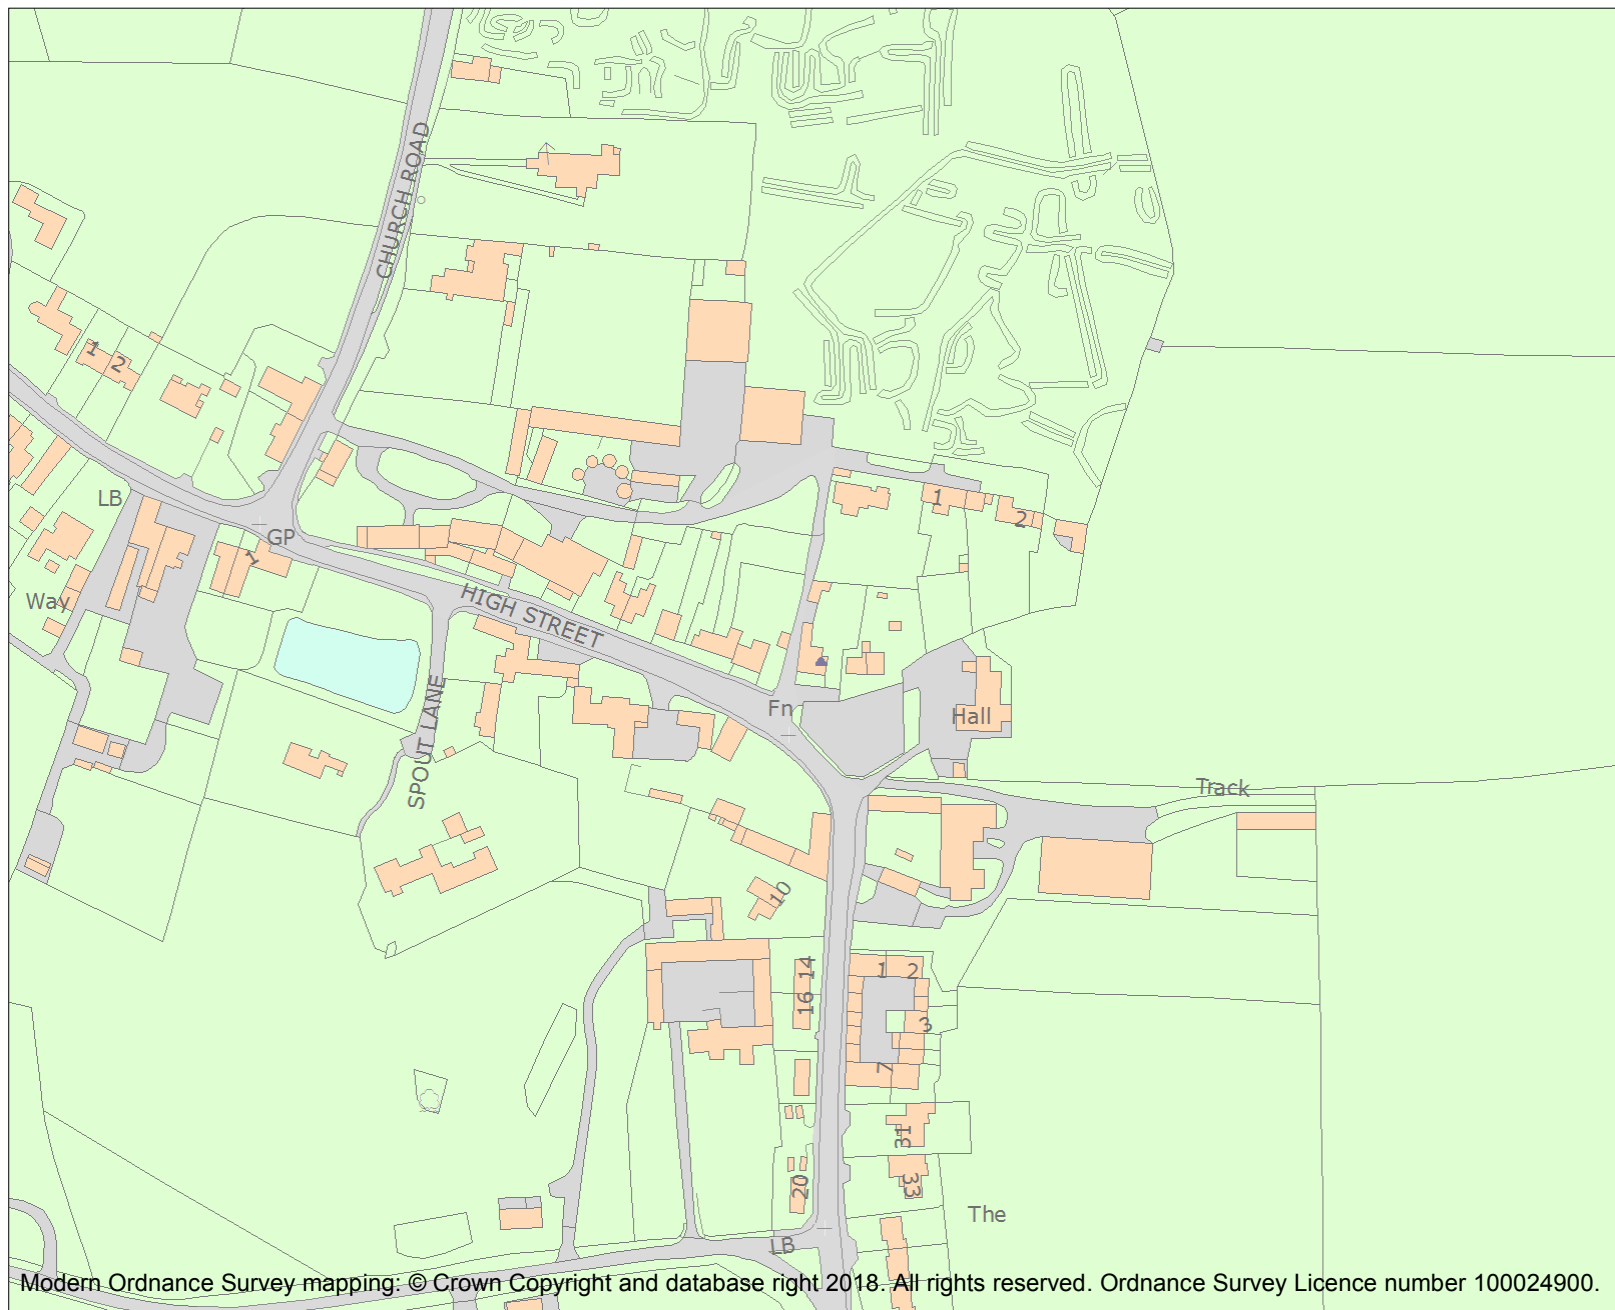 CHURCH ROAD
1
2
LB
GP
1
Way
HIGH STREET
1
2
SPOUT LANE
Fn
Hall
Track
10
14
16
1
2
3
7
31
33
20
The
LB
Modern Ordnance Survey mapping: © Crown Copyright and database right 2018. All rights reserved. Ordnance Survey Licence number 100024900.